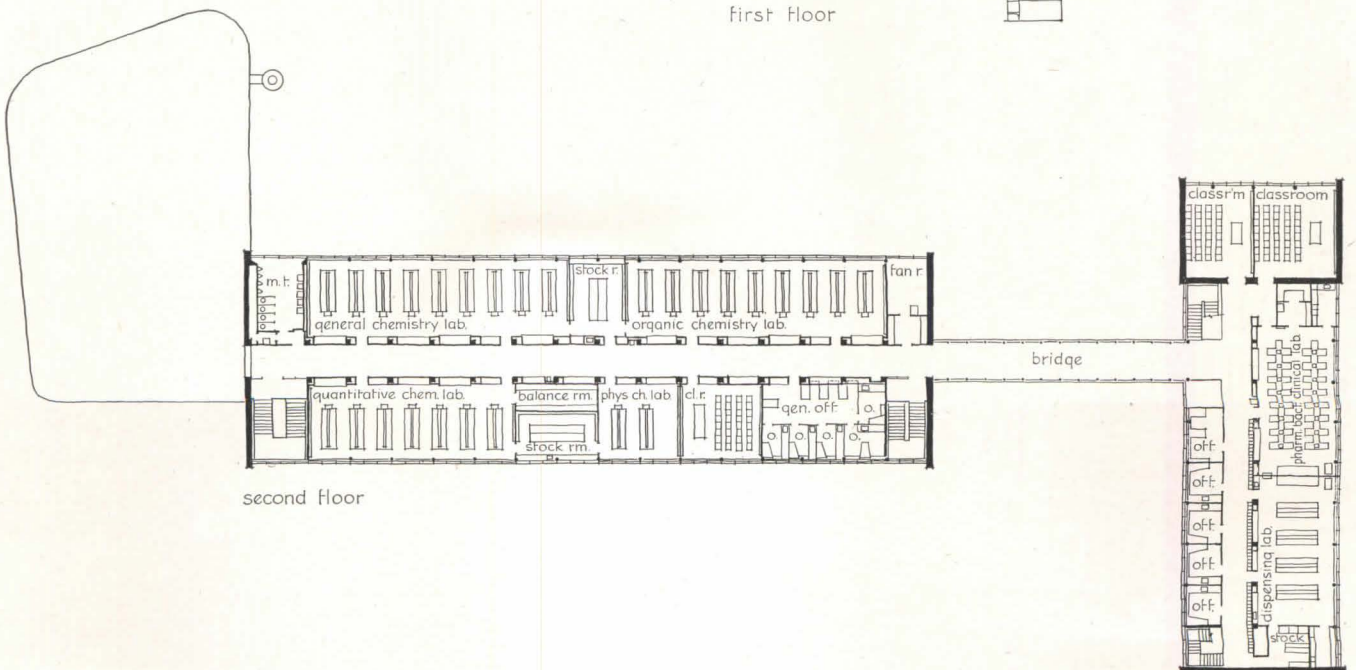 first floor
classr'm classroom
m.t.
stock r.
fan r.
general chemistry lab.
organic chemistry lab.
bridge
quantitative chem. lab.
balance rm.
phys ch. lab
cl.r.
gen. off.
o.
o. o. o. o.
stock rm.
second floor
pharm. bact. clinical lab.
off.
off.
off.
off.
off.
dispensing lab.
stock